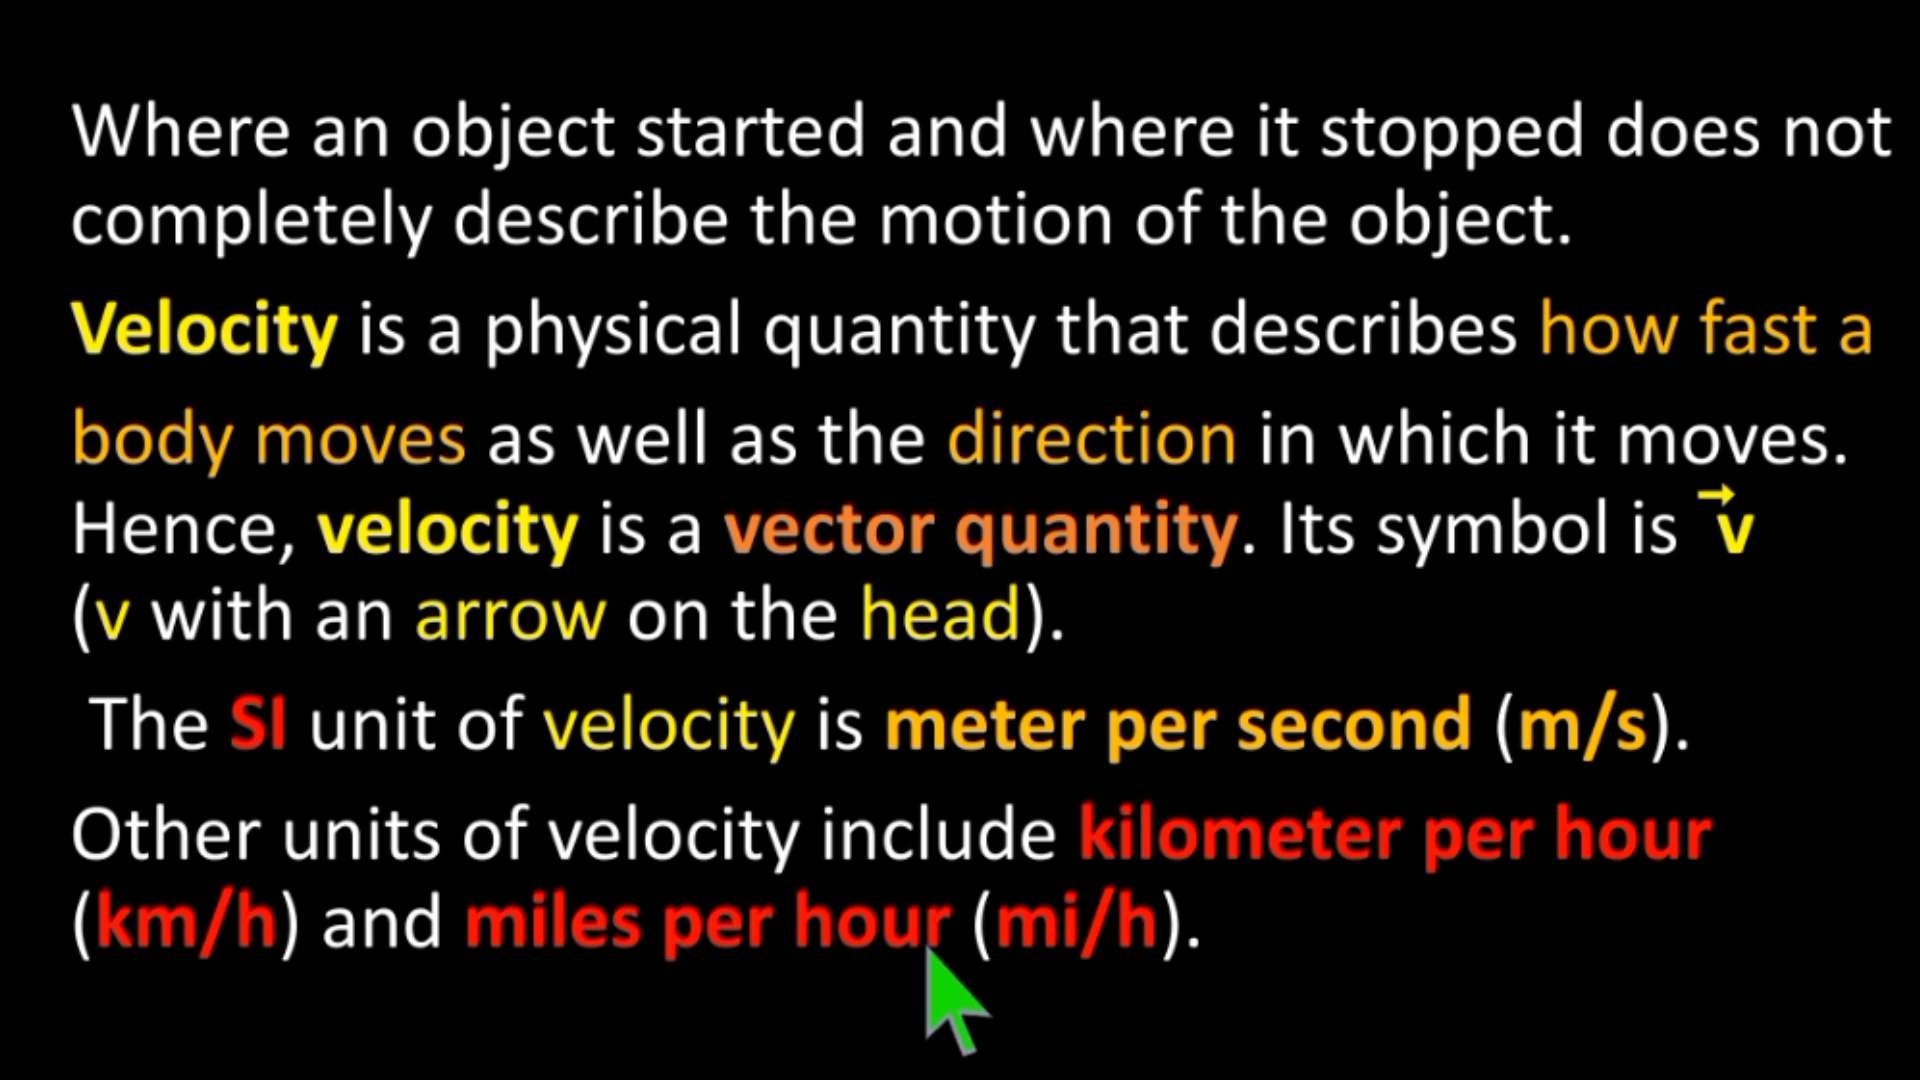 Where an object started and where it stopped does not
completely describe the motion of the object.
Velocity is a physical quantity that describes how fast a
body moves as well as the direction in which it moves.
Hence, velocity is a vector quantity. Its symbol is v⃗
(v with an arrow on the head).
The SI unit of velocity is meter per second (m/s).
Other units of velocity include kilometer per hour
(km/h) and miles per hour (mi/h).